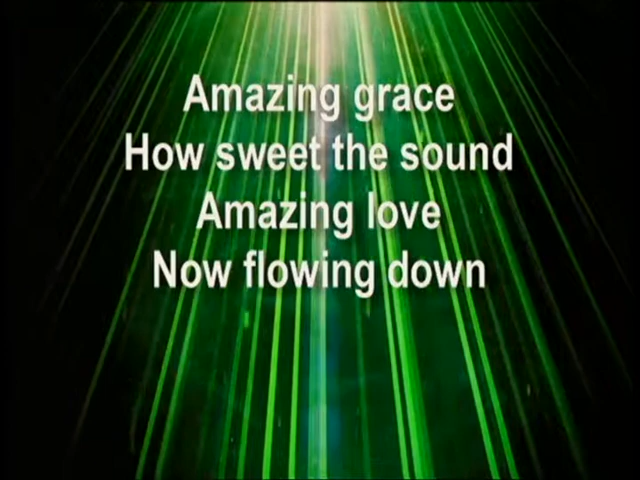 Amazing grace
How sweet the sound
Amazing love
Now flowing down